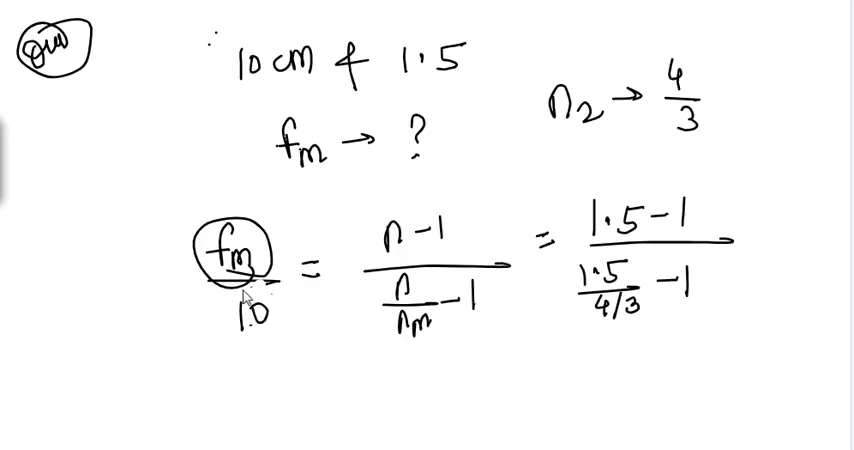 Que
10 cm & 1.5
n2 → 4/3
fm → ?
fm/10 = (n - 1)/(n/nm - 1) = (1.5 - 1)/(1.5/(4/3) - 1)